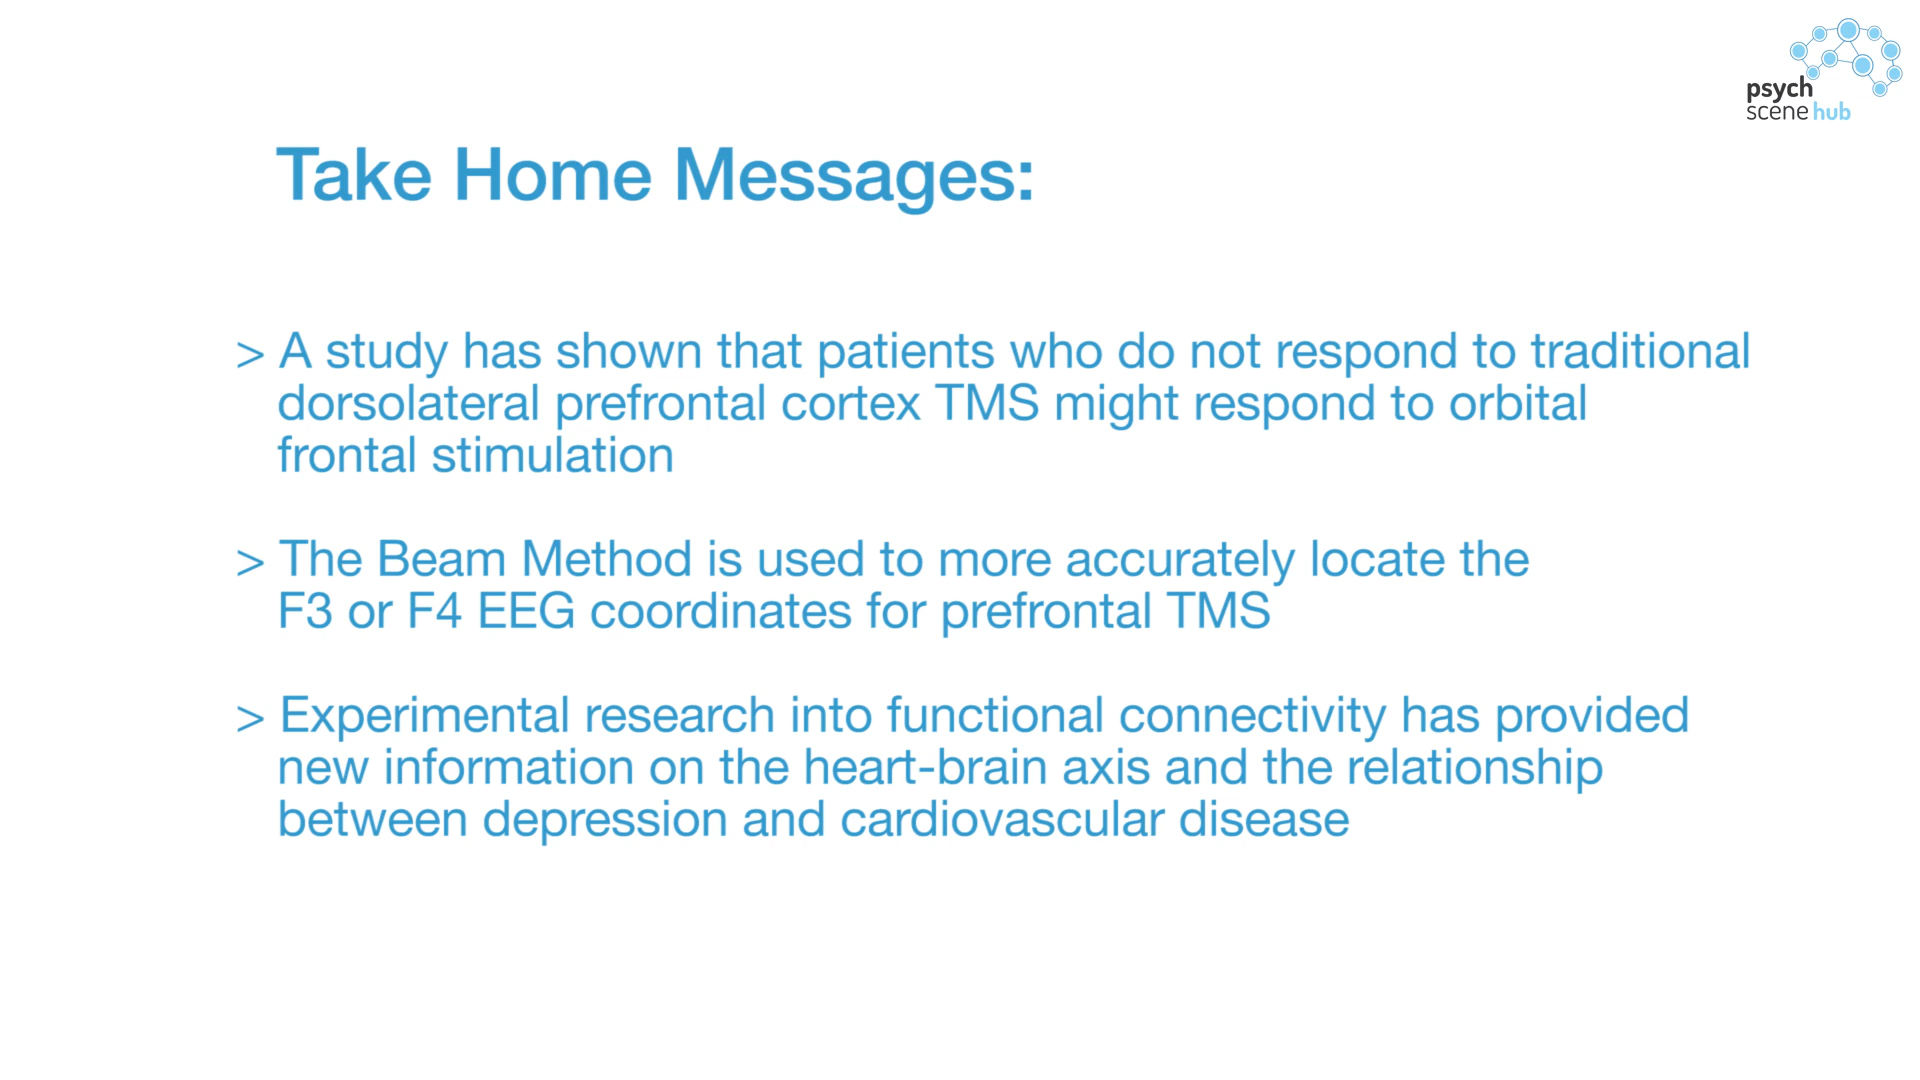 psych
scene hub
Take Home Messages:
> A study has shown that patients who do not respond to traditional
dorsolateral prefrontal cortex TMS might respond to orbital
frontal stimulation
> The Beam Method is used to more accurately locate the
F3 or F4 EEG coordinates for prefrontal TMS
> Experimental research into functional connectivity has provided
new information on the heart-brain axis and the relationship
between depression and cardiovascular disease